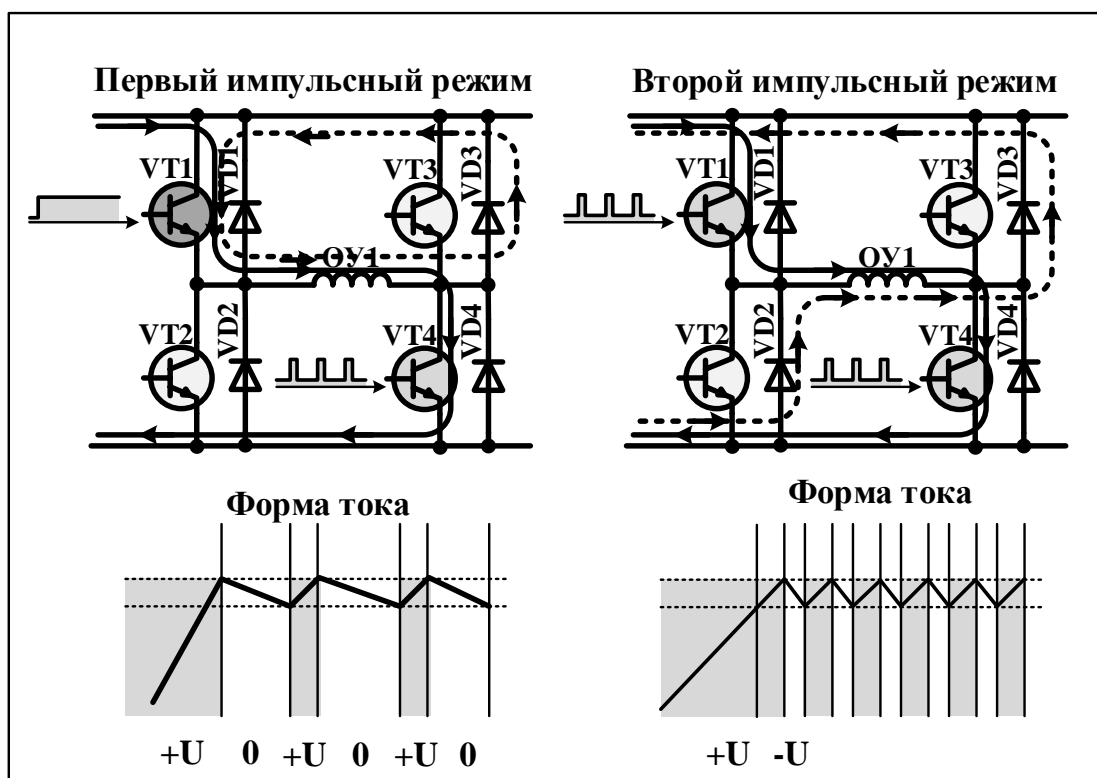 Первый импульсный режим
VT1
VD1
VT3
VD3
ОУ1
VT2
VD2
VT4
VD4
Форма тока
+U 0 +U 0 +U 0
Второй импульсный режим
VT1
VD1
VT3
VD3
ОУ1
VT2
VD2
VT4
VD4
Форма тока
+U -U